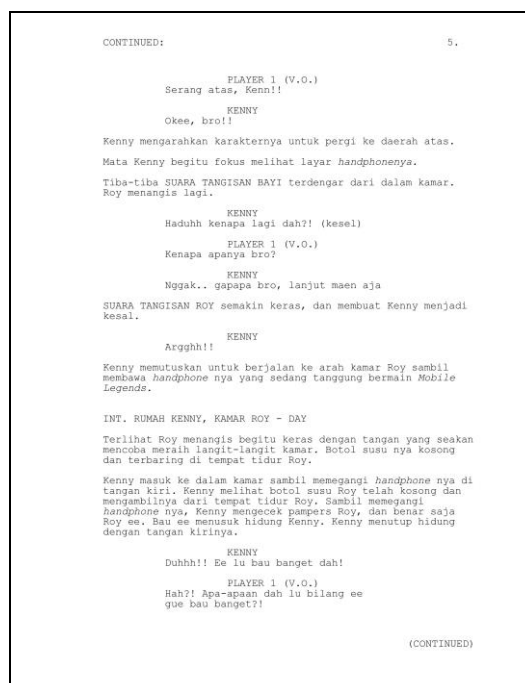 CONTINUED: 5.
PLAYER 1 (V.O.)
Serang atas, Kenn!!
KENNY
Okee, bro!!
Kenny mengarahkan karakternya untuk pergi ke daerah atas.
Mata Kenny begitu fokus melihat layar handphonenya.
Tiba-tiba SUARA TANGISAN BAYI terdengar dari dalam kamar.
Roy menangis lagi.
KENNY
Haduhh kenapa lagi dah?! (kesel)
PLAYER 1 (V.O.)
Kenapa apanya bro?
KENNY
Nggak.. gapapa bro, lanjut maen aja
SUARA TANGISAN ROY semakin keras, dan membuat Kenny menjadi
kesal.
KENNY
Argghh!!
Kenny memutuskan untuk berjalan ke arah kamar Roy sambil
membawa handphone nya yang sedang tanggung bermain Mobile
Legends.
INT. RUMAH KENNY, KAMAR ROY - DAY
Terlihat Roy menangis begitu keras dengan tangan yang seakan
mencoba meraih langit-langit kamar. Botol susu nya kosong
dan terbaring di tempat tidur Roy.
Kenny masuk ke dalam kamar sambil memegangi handphone nya di
tangan kiri. Kenny melihat botol susu Roy telah kosong dan
mengambilnya dari tempat tidur Roy. Sambil memegangi
handphone nya, Kenny mengecek pampers Roy, dan benar saja
Roy ee. Bau ee menusuk hidung Kenny. Kenny menutup hidung
dengan tangan kirinya.
KENNY
Duhhh!! Ee lu bau banget dah!
PLAYER 1 (V.O.)
Hah?! Apa-apaan dah lu bilang ee
gue bau banget?!
(CONTINUED)